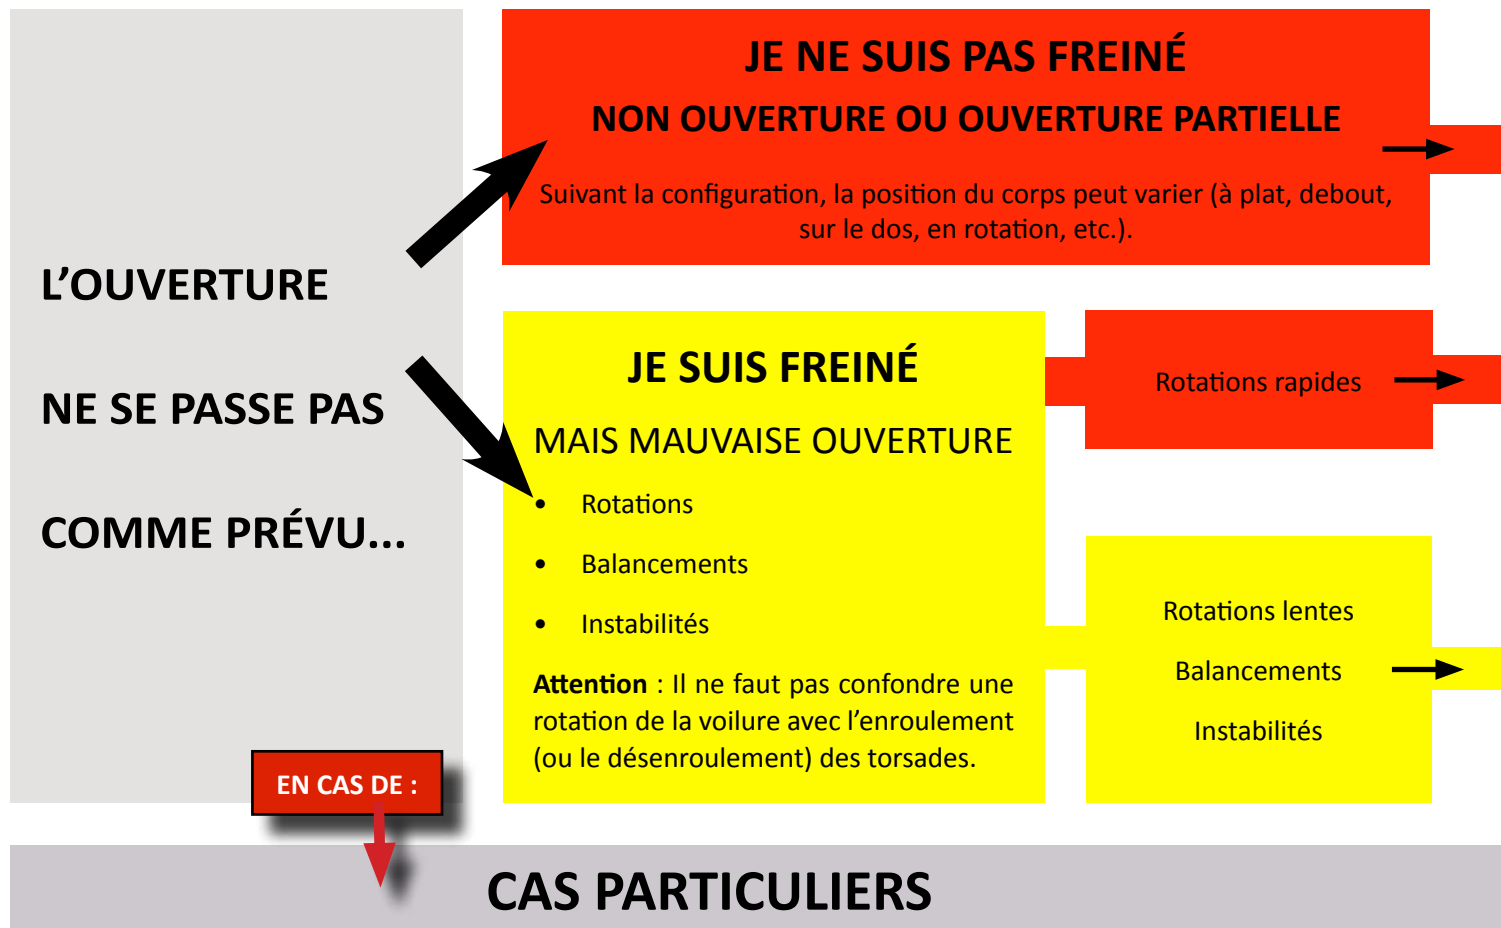 L’OUVERTURE
NE SE PASSE PAS
COMME PRÉVU...
JE NE SUIS PAS FREINÉ
NON OUVERTURE OU OUVERTURE PARTIELLE
Suivant la configuration, la position du corps peut varier (à plat, debout,
sur le dos, en rotation, etc.).
JE SUIS FREINÉ
MAIS MAUVAISE OUVERTURE
• Rotations
• Balancements
• Instabilités
Attention : Il ne faut pas confondre une
rotation de la voilure avec l’enroulement
(ou le désenroulement) des torsades.
Rotations rapides
Rotations lentes
Balancements
Instabilités
EN CAS DE :
CAS PARTICULIERS